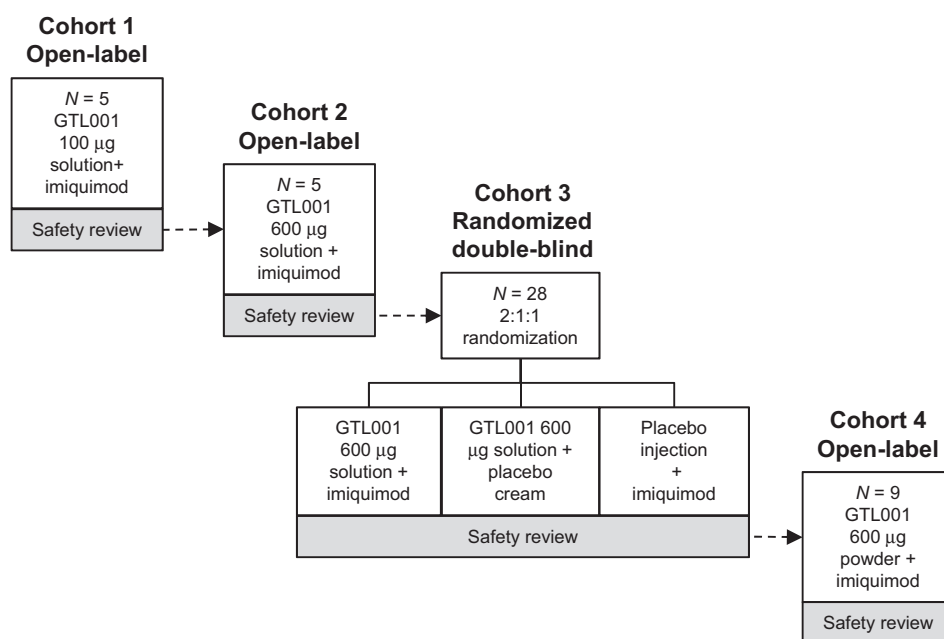 Cohort 1
Open-label
N = 5
GTL001
100 μg
solution+
imiquimod
Safety review
Cohort 2
Open-label
N = 5
GTL001
600 μg
solution +
imiquimod
Safety review
Cohort 3
Randomized
double-blind
N = 28
2:1:1
randomization
GTL001
600 μg
solution +
imiquimod
GTL001 600
μg solution +
placebo
cream
Placebo
injection
+
imiquimod
Safety review
Cohort 4
Open-label
N = 9
GTL001
600 μg
powder +
imiquimod
Safety review